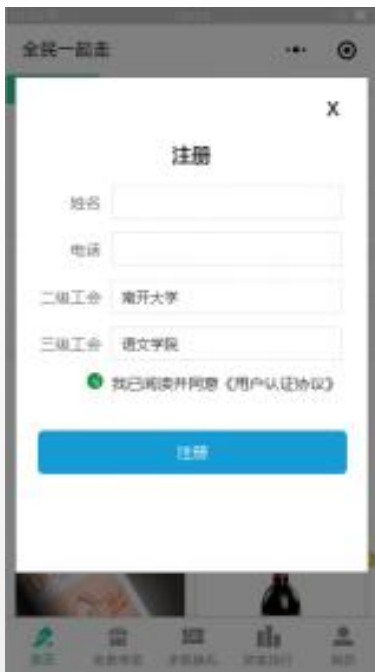 全民一起走
X
注册
姓名
电话
二级工会 南开大学
三级工会 语文学院
我已阅读并同意《用户认证协议》
注册